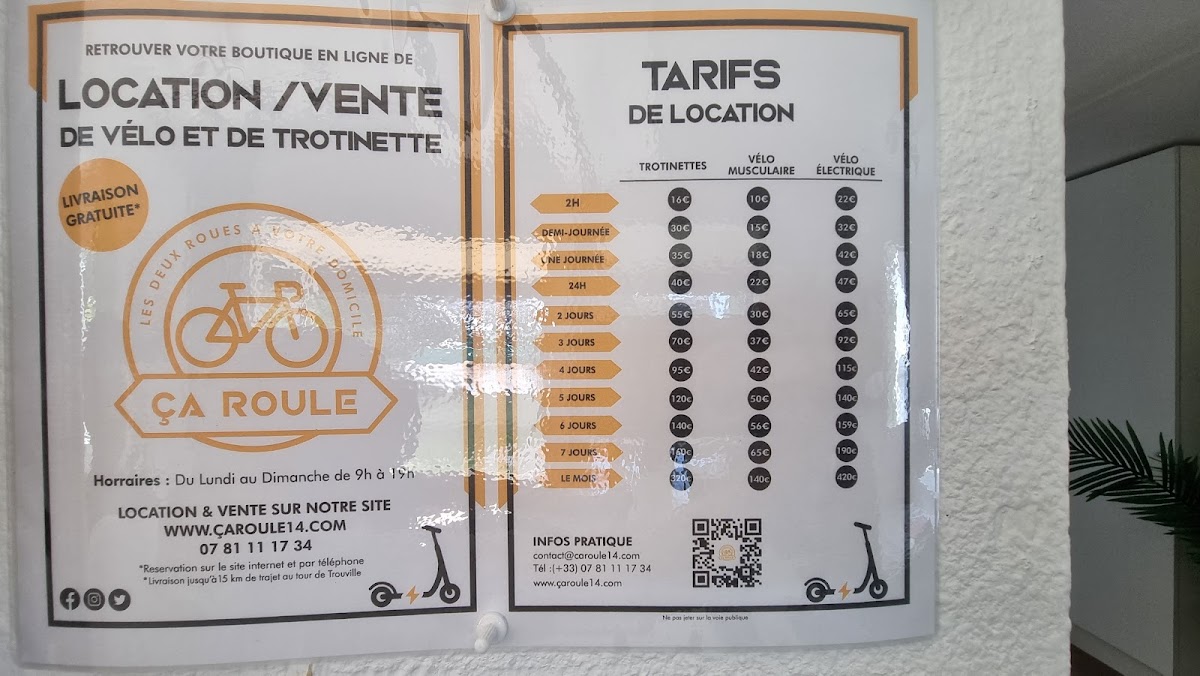 RETROUVER VOTRE BOUTIQUE EN LIGNE DE
LOCATION /VENTE
DE VÉLO ET DE TROTINETTE
LIVRAISON
GRATUITE*
LES DEUX ROUES À VOTRE DOMICILE
ÇA ROULE
Horraires : Du Lundi au Dimanche de 9h à 19h
LOCATION & VENTE SUR NOTRE SITE
WWW.ÇAROULE14.COM
07 81 11 17 34
*Reservation sur le site internet et par téléphone
*Livraison jusqu'à 15 km de trajet au tour de Trouville
TARIFS
DE LOCATION
TROTINETTES VÉLO MUSCULAIRE VÉLO ÉLECTRIQUE
2H 16€ 10€ 22€
DEMI-JOURNÉE 30€ 15€ 32€
UNE JOURNÉE 35€ 18€ 42€
24H 40€ 22€ 47€
2 JOURS 55€ 30€ 65€
3 JOURS 70€ 37€ 92€
4 JOURS 95€ 42€ 115€
5 JOURS 120€ 50€ 140€
6 JOURS 140€ 56€ 159€
7 JOURS 160€ 65€ 190€
LE MOIS 320€ 140€ 420€
INFOS PRATIQUE
contact@caroule14.com
Tél :(+33) 07 81 11 17 34
www.çaroule14.com
Ne pas jeter sur la voie publique